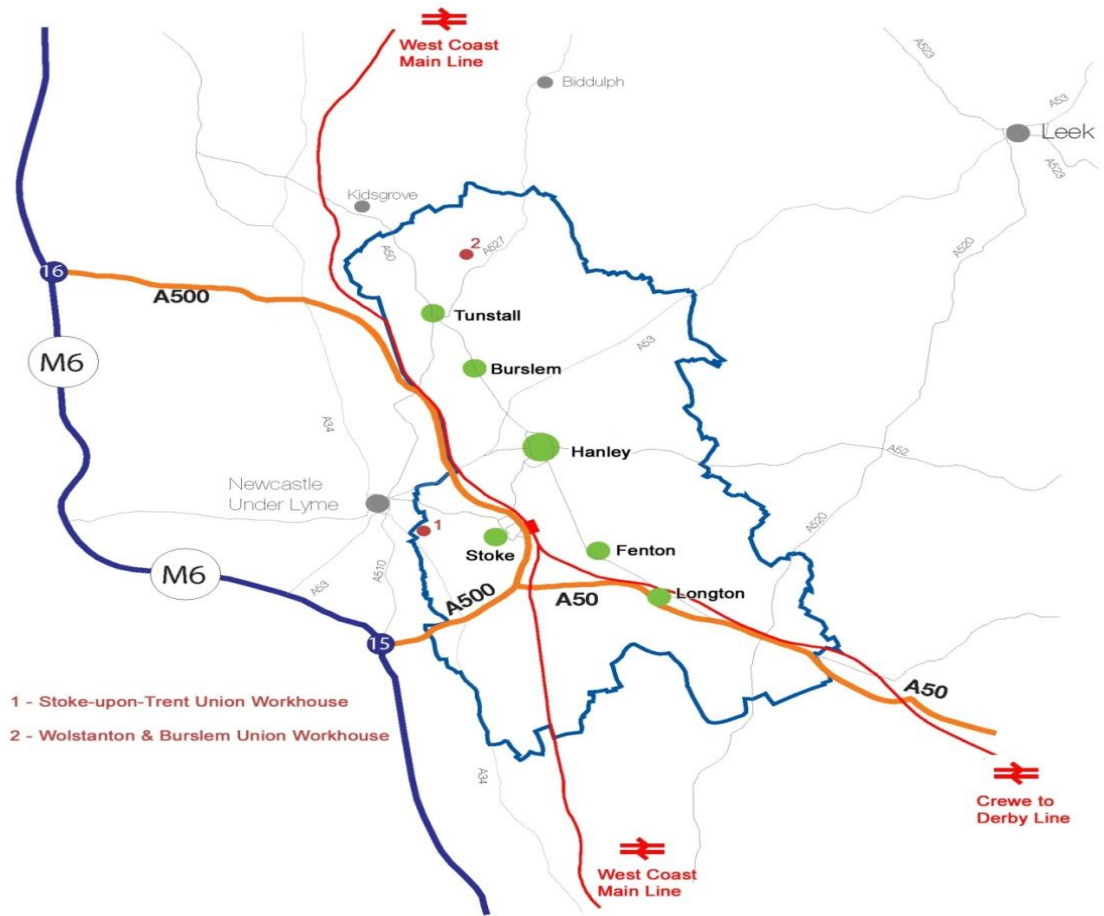 West Coast
Main Line
A523
Biddulph
A53
Leek
A523
Kidsgrove
2
A527
A50
A520
16
A500
Tunstall
A53
M6
Burslem
A34
Hanley
A52
Newcastle
Under Lyme
1
A520
Stoke
Fenton
M6
A53
A510
A500
A50
Longton
15
A50
1 - Stoke-upon-Trent Union Workhouse
2 - Wolstanton & Burslem Union Workhouse
A34
Crewe to
Derby Line
West Coast
Main Line